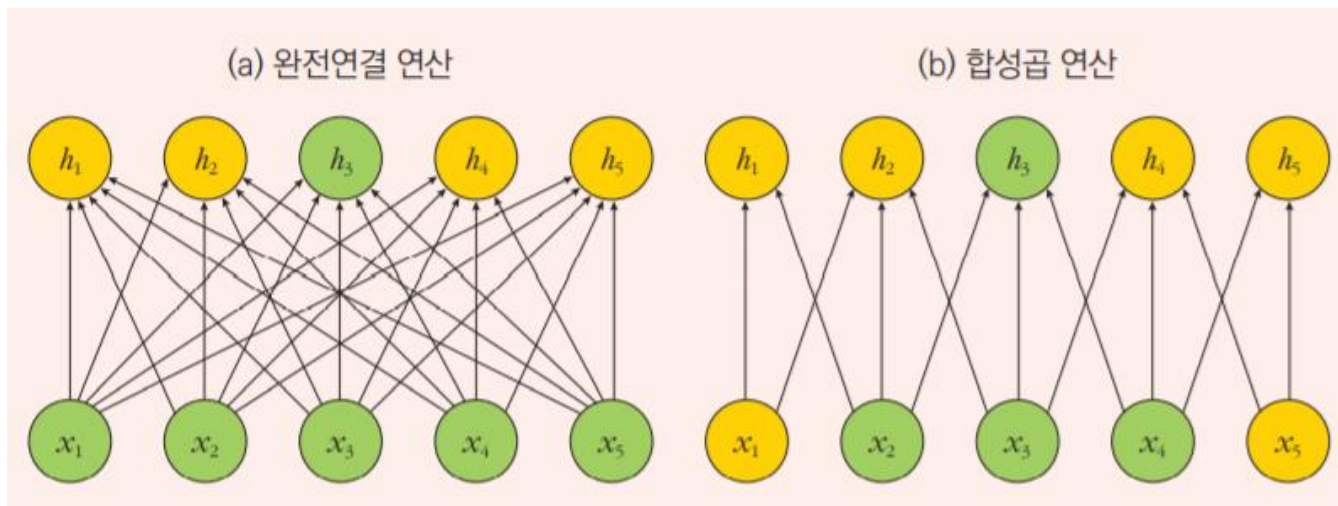 (a) 완전연결 연산
(b) 합성곱 연산
h₁ h₂ h₃ h₄ h₅
h₁ h₂ h₃ h₄ h₅
x₁ x₂ x₃ x₄ x₅
x₁ x₂ x₃ x₄ x₅